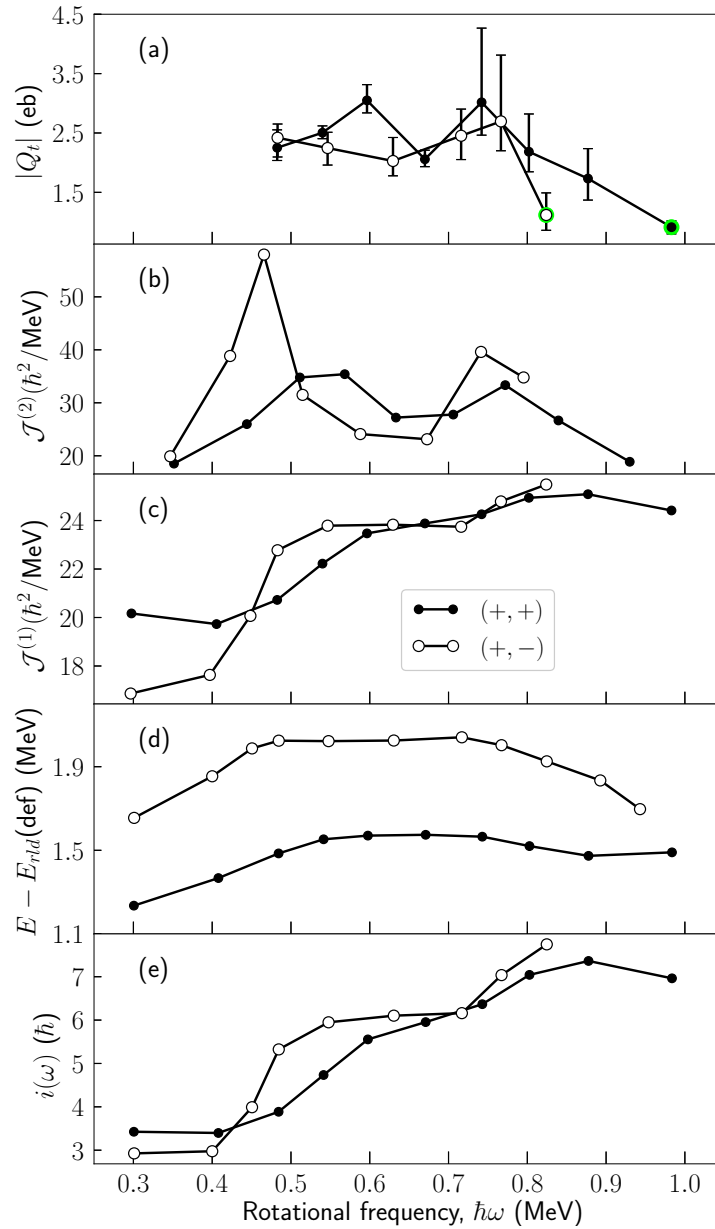 (a)
|Q_t| (eb)
4.5
3.5
2.5
1.5
(b)
𝒥^(2)(ℏ²/MeV)
50
40
30
20
(c)
𝒥^(1)(ℏ²/MeV)
24
22
20
18
(+, +)
(+, −)
(d)
E − E_rld(def) (MeV)
1.9
1.5
1.1
(e)
i(ω) (ℏ)
7
6
5
4
3
0.3 0.4 0.5 0.6 0.7 0.8 0.9 1.0
Rotational frequency, ℏω (MeV)